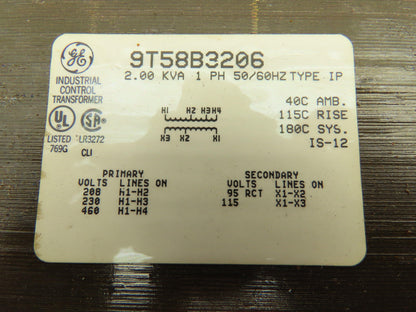 GE
9T58B3206
2.00 KVA 1 PH 50/60HZ TYPE IP
INDUSTRIAL
CONTROL
TRANSFORMER
H1 H2 H3 H4
X3 X2 X1
40C AMB.
115C RISE
180C SYS.
IS-12
UL SA
LISTED LR3272
769G CLI
PRIMARY
VOLTS LINES ON
208 H1-H2
230 H1-H3
460 H1-H4
SECONDARY
VOLTS LINES ON
95 RCT X1-X2
115 X1-X3